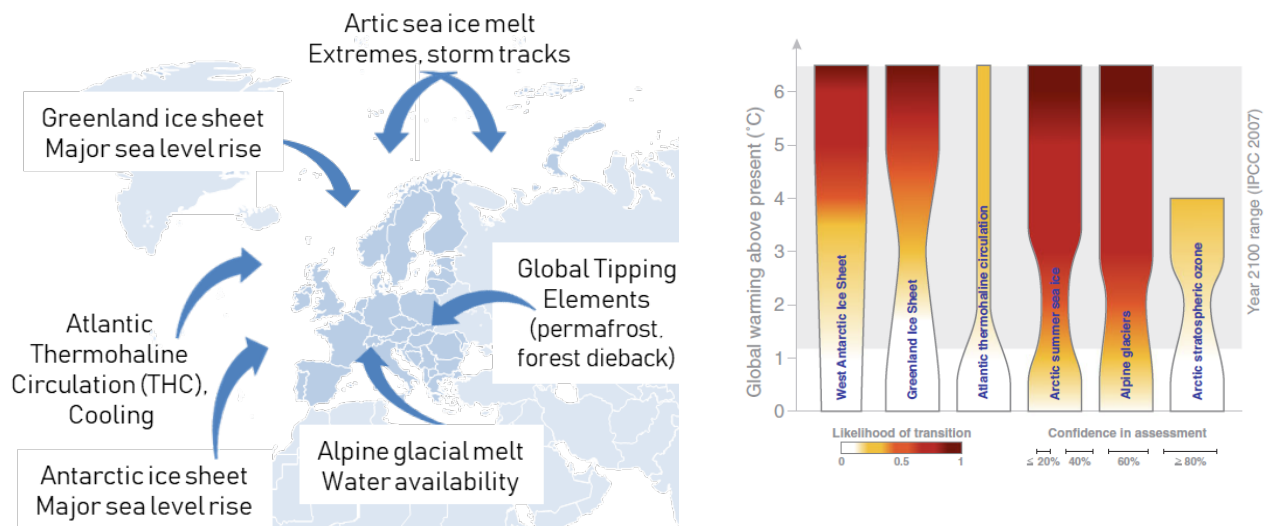 Artic sea ice melt
Extremes, storm tracks
Greenland ice sheet
Major sea level rise
Global Tipping
Elements
(permafrost,
forest dieback)
Atlantic
Thermohaline
Circulation (THC),
Cooling
Alpine glacial melt
Water availability
Antarctic ice sheet
Major sea level rise
Global warming above present (˚C)
6
5
4
3
2
1
0
West Antarctic Ice Sheet
Greenland Ice Sheet
Atlantic thermohaline circulation
Arctic summer sea ice
Alpine glaciers
Arctic stratospheric ozone
Year 2100 range (IPCC 2007)
Likelihood of transition
0 0.5 1
Confidence in assessment
≤ 20% 40% 60% ≥ 80%